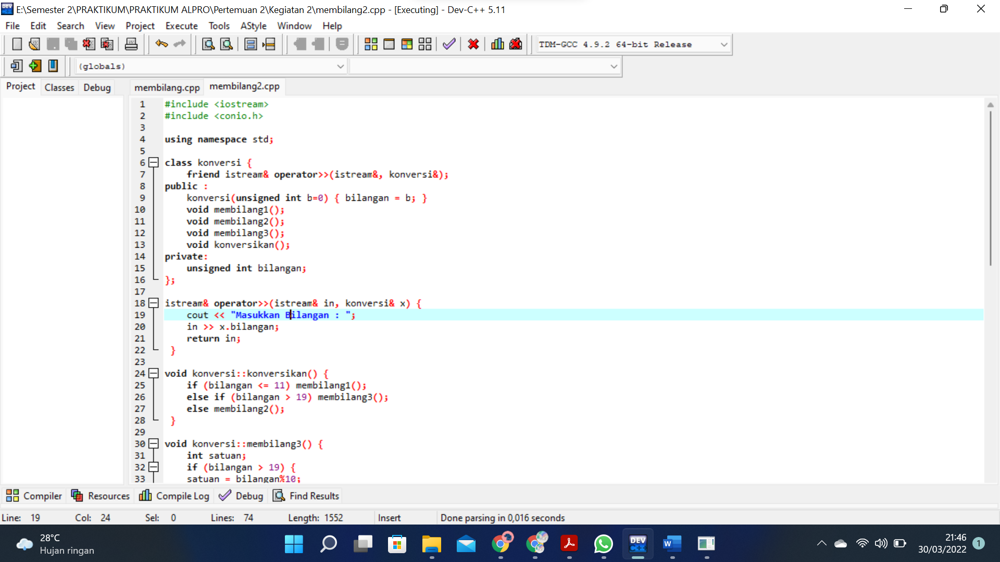 E:\Semester 2\PRAKTIKUM\PRAKTIKUM ALPRO\Pertemuan 2\Kegiatan 2\membilang2.cpp - [Executing] - Dev-C++ 5.11
File Edit Search View Project Execute Tools AStyle Window Help
TDM-GCC 4.9.2 64-bit Release
(globals)
Project Classes Debug membilang.cpp membilang2.cpp
1 #include <iostream>
2 #include <conio.h>
3
4 using namespace std;
5
6 class konversi {
7 friend istream& operator>>(istream&, konversi&);
8 public :
9 konversi(unsigned int b=0) { bilangan = b; }
10 void membilang1();
11 void membilang2();
12 void membilang3();
13 void konversikan();
14 private:
15 unsigned int bilangan;
16 };
17
18 istream& operator>>(istream& in, konversi& x) {
19 cout << "Masukkan Bilangan : ";
20 in >> x.bilangan;
21 return in;
22 }
23
24 void konversi::konversikan() {
25 if (bilangan <= 11) membilang1();
26 else if (bilangan > 19) membilang3();
27 else membilang2();
28 }
29
30 void konversi::membilang3() {
31 int satuan;
32 if (bilangan > 19) {
33 satuan = bilangan%10;
Compiler Resources Compile Log Debug Find Results
Line: 19 Col: 24 Sel: 0 Lines: 74 Length: 1552 Insert Done parsing in 0,016 seconds
28°C
Hujan ringan
DEV C++
21:46
30/03/2022
1